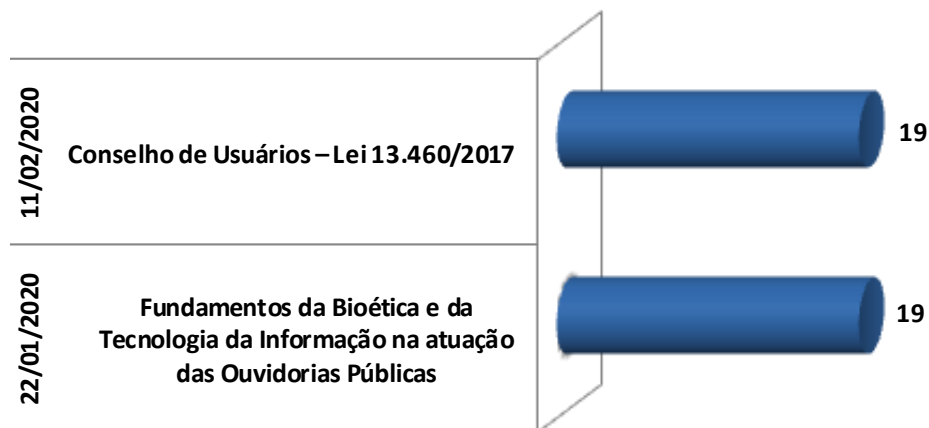 11/02/2020
Conselho de Usuários – Lei 13.460/2017
19
22/01/2020
Fundamentos da Bioética e da
Tecnologia da Informação na atuação
das Ouvidorias Públicas
19